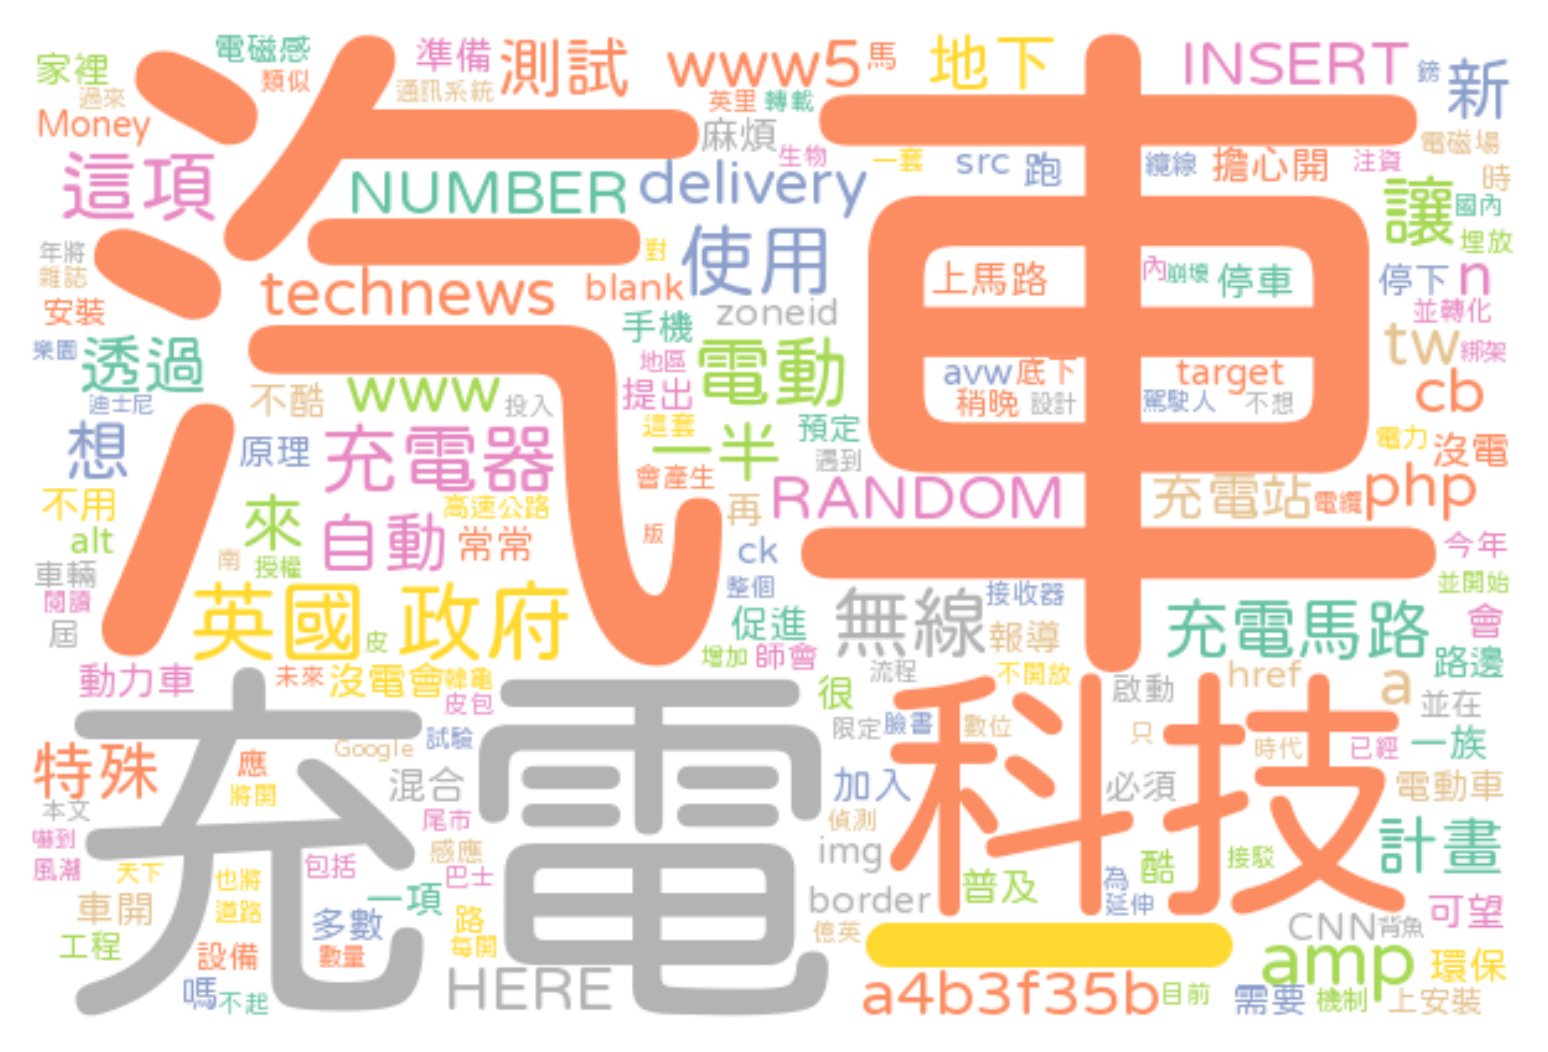 汽車
充電
科技
一
家裡
過來
Money
電磁感
類似
準備
測試
通訊系統
www5
馬
英里
轉載
麻煩
生物
地下
INSERT
鎊
新
電磁場
這項
NUMBER
delivery
一套
src
跑
纜線
擔心開
注資
時
讓
國內
埋放
年將
雜誌
安裝
technews
blank
對
使用
zoneid
上馬路
內
崩壞
停車
停下
n
並轉化
樂園
透過
迪士尼
不酷
www
投入
手機
地區
提出
電動
avw
底下
稍晚
設計
target
駕駛人
不想
tw
綁架
cb
想
原理
充電器
這套
一半
預定
遇到
電力
沒電
不用
alt
來
高速公路
會產生
再
RANDOM
充電站
電纜
php
車輛
閱讀
屆
南
授權
自動
常常
版
ck
整個
今年
並開始
英國
皮
政府
促進
增加
師會
無線
接收器
報導
充電馬路
會
路邊
動力車
未來
沒電會
韓龜
皮包
很
流程
不開放
啟動
href
a
並在
特殊
本文
應
將開
Google
試驗
混合
限定
臉書
數位
只
時代
已經
一族
嚇到
風潮
天下
尾市
感應
加入
偵測
必須
電動車
車開
也將
道路
包括
一項
巴士
img
普及
為
延伸
酷
接駁
計畫
工程
設備
多數
數量
路
每開
border
億英
CNN
背魚
可望
嗎
不起
HERE
a4b3f35b
目前
amp
環保
需要
機制
上安裝